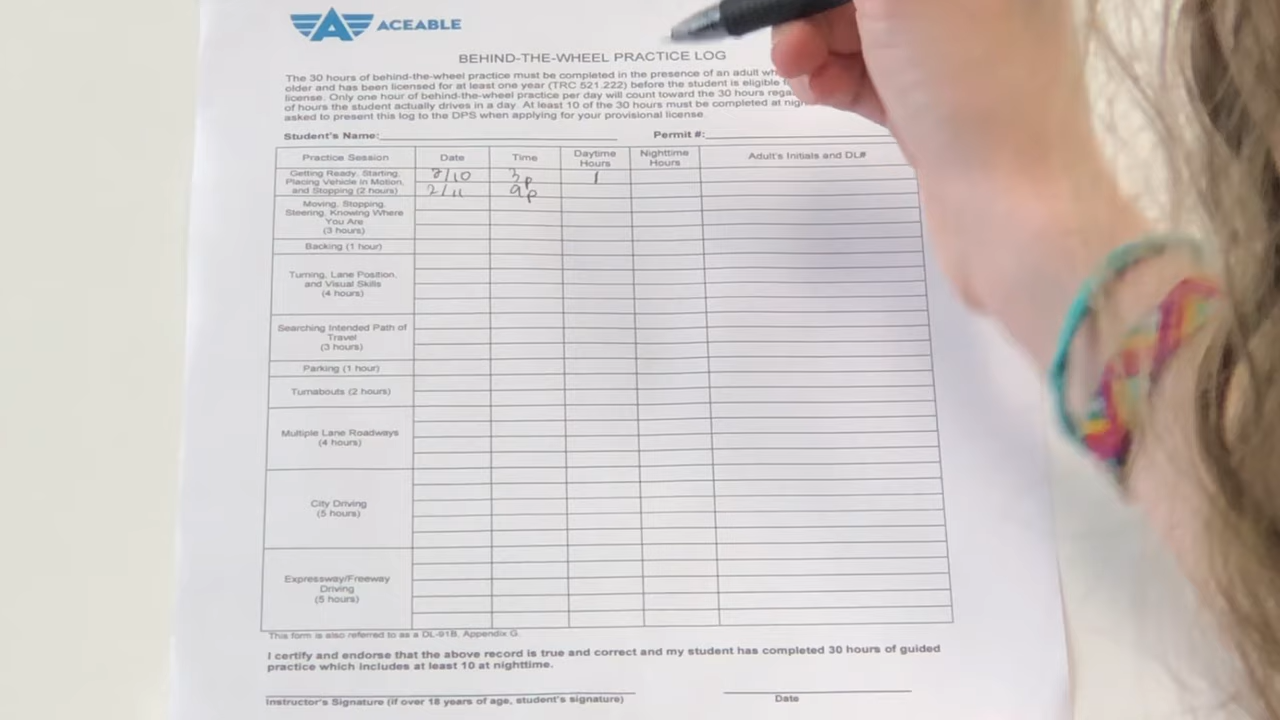 ACEABLE
BEHIND-THE-WHEEL PRACTICE LOG
The 30 hours of behind-the-wheel practice must be completed in the presence of an adult
older and has been licensed for at least one year (TRC 521.222) before the student is eligible
license. Only one hour of behind-the-wheel practice per day will count toward the 30 hours
of hours the student actually drives in a day. At least 10 of the 30 hours must be completed at
asked to present this log to the DPS when applying for your provisional license.
Student's Name: Permit #:
Practice Session Date Time Daytime Hours Nighttime Hours Adult's Initials and DL#
Getting Ready, Starting, 2/10 3p 1
Placing Vehicle In Motion,
and Stopping (2 hours) 2/11 9p
Moving, Stopping,
Steering, Knowing Where
You Are
(3 hours)
Backing (1 hour)
Turning, Lane Position,
and Visual Skills
(4 hours)
Searching Intended Path of
Travel
(3 hours)
Parking (1 hour)
Turnabouts (2 hours)
Multiple Lane Roadways
(4 hours)
City Driving
(5 hours)
Expressway/Freeway
Driving
(5 hours)
This form is also referred to as a DL-91B, Appendix G.
I certify and endorse that the above record is true and correct and my student has completed 30 hours of guided
practice which includes at least 10 at nighttime.
Instructor's Signature (if over 18 years of age, student's signature) Date